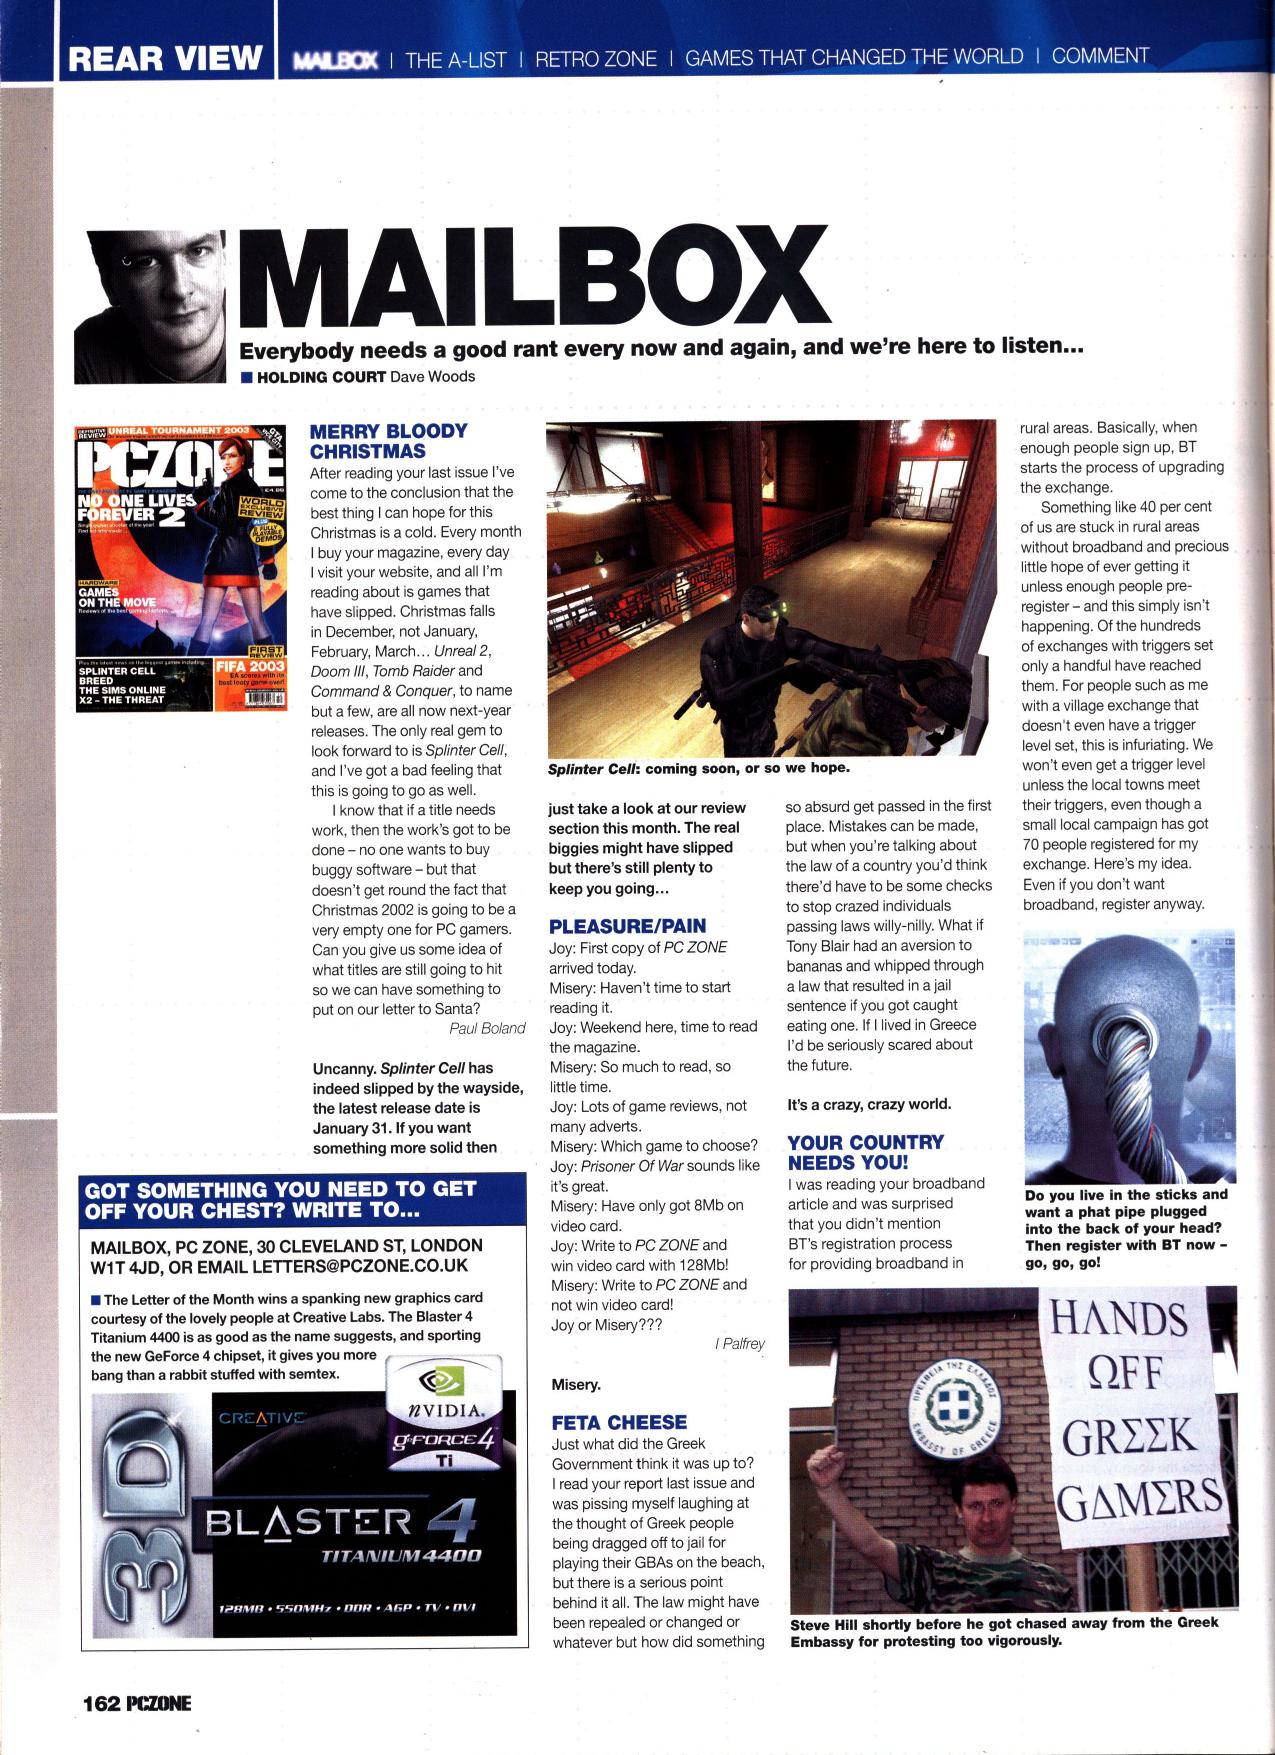 REAR VIEW
MAILBOX | THE A-LIST | RETRO ZONE | GAMES THAT CHANGED THE WORLD | COMMENT
MAILBOX
Everybody needs a good rant every now and again, and we're here to listen...
■ HOLDING COURT Dave Woods
DEFINITIVE REVIEW UNREAL TOURNAMENT 2003
PCZONE
NO ONE LIVES
FOREVER 2
WORLD
EXCLUSIVE
REVIEW
PLUS
PLAYABLE
DEMOS
HARDWARE
GAMES
ON THE MOVE
FIRST
REVIEW
SPLINTER CELL
BREED
THE SIMS ONLINE
X2 – THE THREAT
FIFA 2003
EA scores with its
best footy game ever!
MERRY BLOODY
CHRISTMAS
After reading your last issue I've
come to the conclusion that the
best thing I can hope for this
Christmas is a cold. Every month
I buy your magazine, every day
I visit your website, and all I'm
reading about is games that
have slipped. Christmas falls
in December, not January,
February, March... Unreal 2,
Doom III, Tomb Raider and
Command & Conquer, to name
but a few, are all now next-year
releases. The only real gem to
look forward to is Splinter Cell,
and I've got a bad feeling that
this is going to go as well.
I know that if a title needs
work, then the work's got to be
done – no one wants to buy
buggy software – but that
doesn't get round the fact that
Christmas 2002 is going to be a
very empty one for PC gamers.
Can you give us some idea of
what titles are still going to hit
so we can have something to
put on our letter to Santa?
Paul Boland
Uncanny. Splinter Cell has
indeed slipped by the wayside,
the latest release date is
January 31. If you want
something more solid then
GOT SOMETHING YOU NEED TO GET
OFF YOUR CHEST? WRITE TO...
MAILBOX, PC ZONE, 30 CLEVELAND ST, LONDON
W1T 4JD, OR EMAIL LETTERS@PCZONE.CO.UK
■ The Letter of the Month wins a spanking new graphics card
courtesy of the lovely people at Creative Labs. The Blaster 4
Titanium 4400 is as good as the name suggests, and sporting
the new GeForce 4 chipset, it gives you more
bang than a rabbit stuffed with semtex.
CREATIVE
NVIDIA.
GEFORCE4
Ti
3D
BLASTER 4
TITANIUM 4400
128MB • 550MHz • DDR • AGP • TV • DVI
Splinter Cell: coming soon, or so we hope.
just take a look at our review
section this month. The real
biggies might have slipped
but there's still plenty to
keep you going...
PLEASURE/PAIN
Joy: First copy of PC ZONE
arrived today.
Misery: Haven't time to start
reading it.
Joy: Weekend here, time to read
the magazine.
Misery: So much to read, so
little time.
Joy: Lots of game reviews, not
many adverts.
Misery: Which game to choose?
Joy: Prisoner Of War sounds like
it's great.
Misery: Have only got 8Mb on
video card.
Joy: Write to PC ZONE and
win video card with 128Mb!
Misery: Write to PC ZONE and
not win video card!
Joy or Misery???
I Palfrey
Misery.
FETA CHEESE
Just what did the Greek
Government think it was up to?
I read your report last issue and
was pissing myself laughing at
the thought of Greek people
being dragged off to jail for
playing their GBAs on the beach,
but there is a serious point
behind it all. The law might have
been repealed or changed or
whatever but how did something
so absurd get passed in the first
place. Mistakes can be made,
but when you're talking about
the law of a country you'd think
there'd have to be some checks
to stop crazed individuals
passing laws willy-nilly. What if
Tony Blair had an aversion to
bananas and whipped through
a law that resulted in a jail
sentence if you got caught
eating one. If I lived in Greece
I'd be seriously scared about
the future.
It's a crazy, crazy world.
YOUR COUNTRY
NEEDS YOU!
I was reading your broadband
article and was surprised
that you didn't mention
BT's registration process
for providing broadband in
rural areas. Basically, when
enough people sign up, BT
starts the process of upgrading
the exchange.
Something like 40 per cent
of us are stuck in rural areas
without broadband and precious
little hope of ever getting it
unless enough people pre-
register – and this simply isn't
happening. Of the hundreds
of exchanges with triggers set
only a handful have reached
them. For people such as me
with a village exchange that
doesn't even have a trigger
level set, this is infuriating. We
won't even get a trigger level
unless the local towns meet
their triggers, even though a
small local campaign has got
70 people registered for my
exchange. Here's my idea.
Even if you don't want
broadband, register anyway.
Do you live in the sticks and
want a phat pipe plugged
into the back of your head?
Then register with BT now –
go, go, go!
ΠΡΕΣΒΕΙΑ ΤΗΣ ΕΛΛΑΔΟΣ
EMBASSY OF GREECE
HΛNDS
ΩFF
GRΣΣK
GΔMΣRS
Steve Hill shortly before he got chased away from the Greek
Embassy for protesting too vigorously.
162 PCZONE